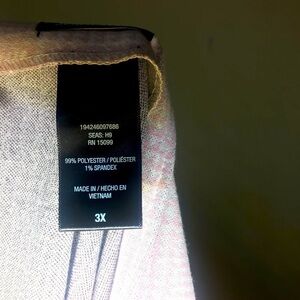 194246097686
SEAS: H9
RN 15099
99% POLYESTER / POLIÉSTER
1% SPANDEX
MADE IN / HECHO EN
VIETNAM
3X